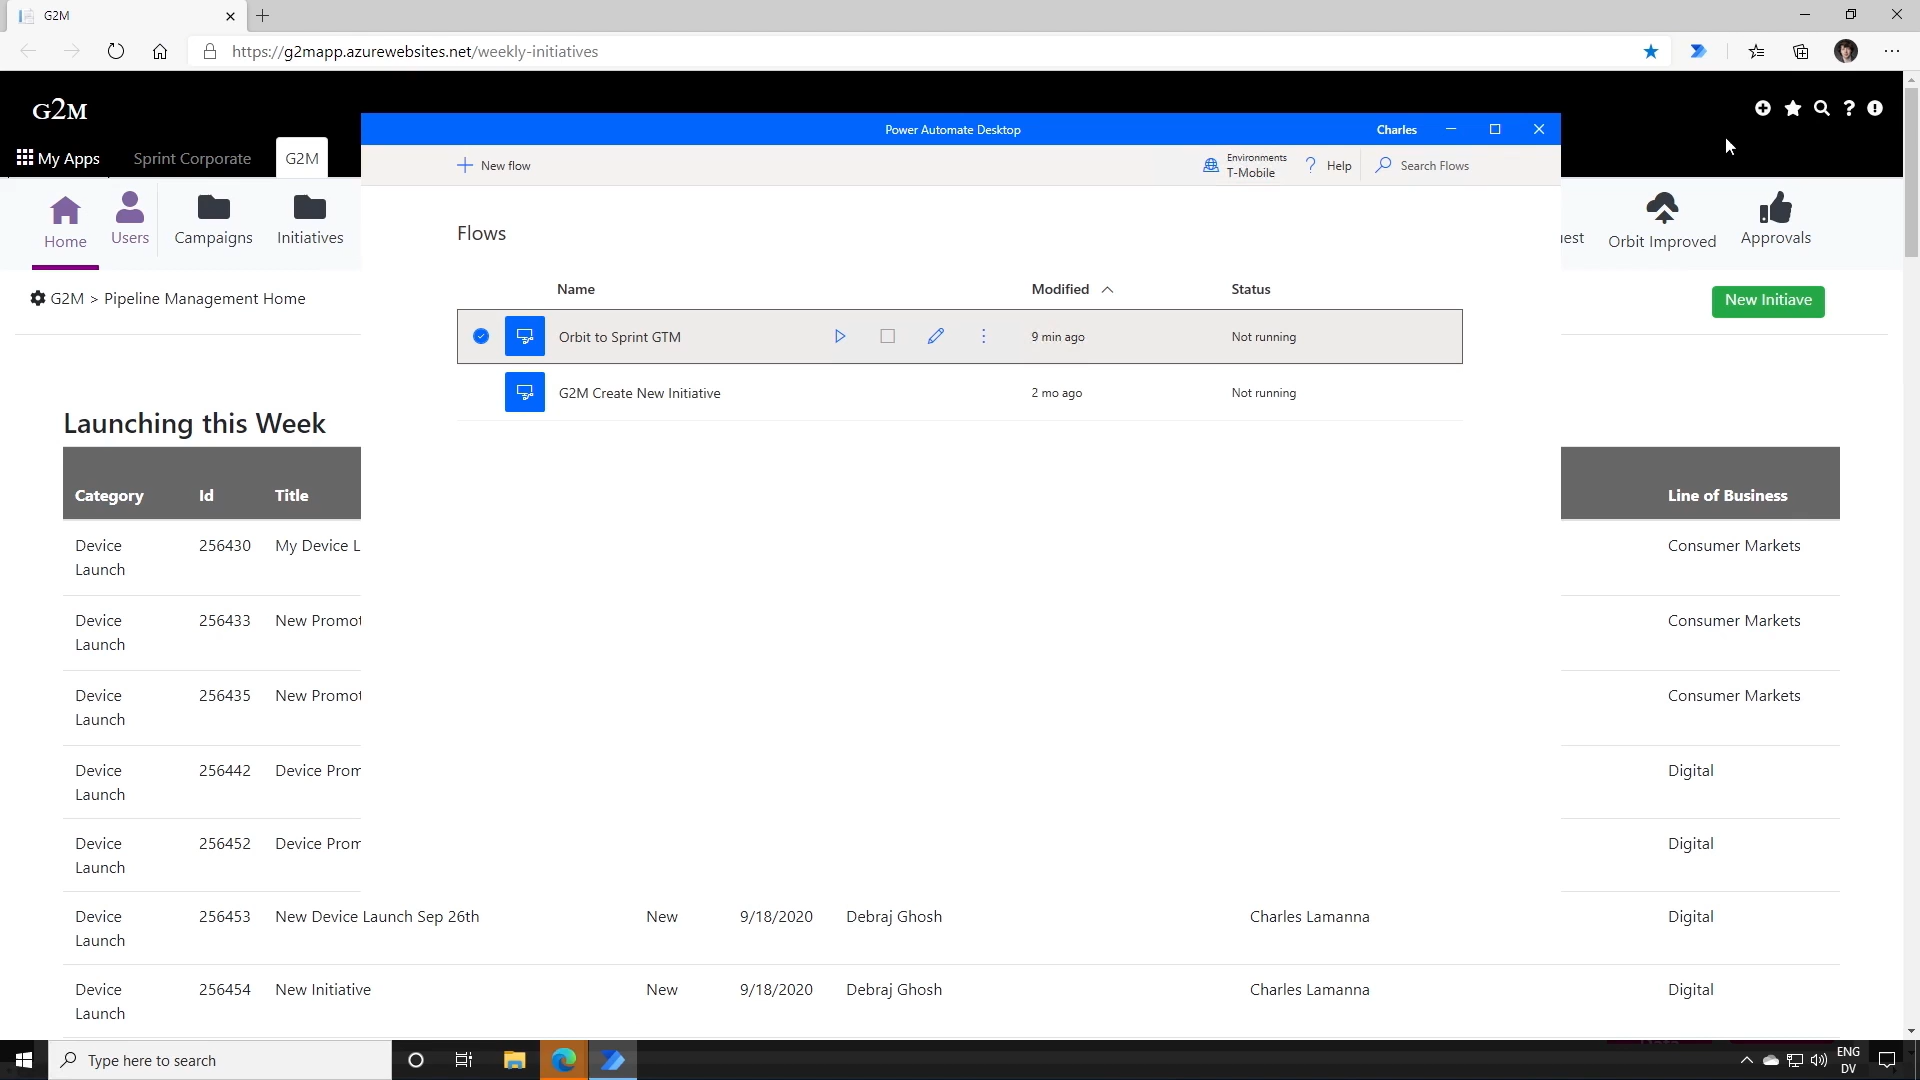 G2M
https://g2mapp.azurewebsites.net/weekly-initiatives
G2M
Power Automate Desktop
Charles
My Apps
Sprint Corporate
G2M
New flow
Environments
T-Mobile
Help
Search Flows
Home
Users
Campaigns
Initiatives
Orbit Improved
Approvals
Flows
G2M > Pipeline Management Home
New Initiave
Name
Modified
Status
Orbit to Sprint GTM
9 min ago
Not running
G2M Create New Initiative
2 mo ago
Not running
Launching this Week
Category
Id
Title
Line of Business
Device
Launch
256430
My Device L
Consumer Markets
Device
Launch
256433
New Promot
Consumer Markets
Device
Launch
256435
New Promot
Consumer Markets
Device
Launch
256442
Device Prom
Digital
Device
Launch
256452
Device Prom
Digital
Device
Launch
256453
New Device Launch Sep 26th
New
9/18/2020
Debraj Ghosh
Charles Lamanna
Digital
Device
Launch
256454
New Initiative
New
9/18/2020
Debraj Ghosh
Charles Lamanna
Digital
Type here to search
ENG
DV